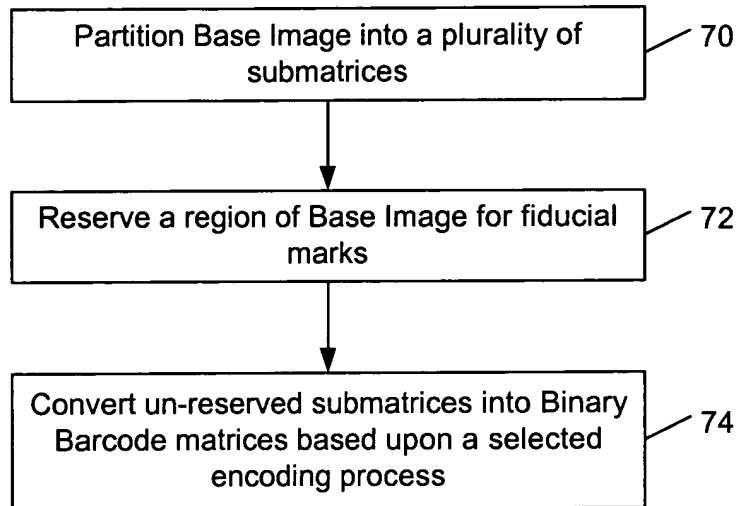 Partition Base Image into a plurality of
submatrices
70
Reserve a region of Base Image for fiducial
marks
72
Convert un-reserved submatrices into Binary
Barcode matrices based upon a selected
encoding process
74